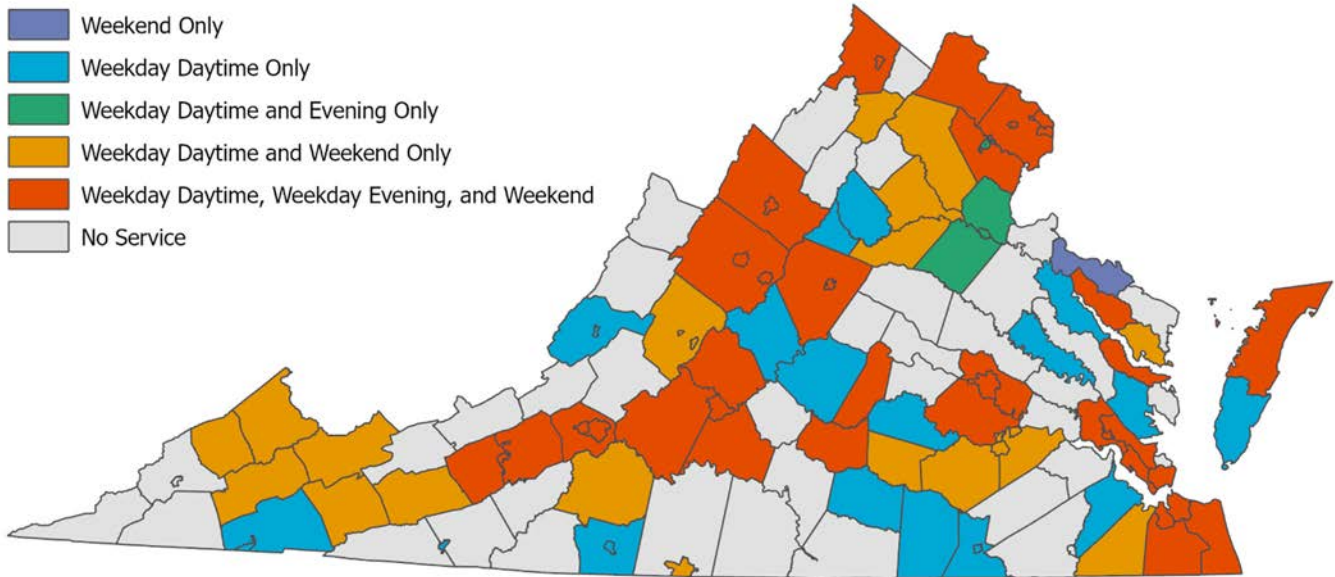 Weekend Only
Weekday Daytime Only
Weekday Daytime and Evening Only
Weekday Daytime and Weekend Only
Weekday Daytime, Weekday Evening, and Weekend
No Service